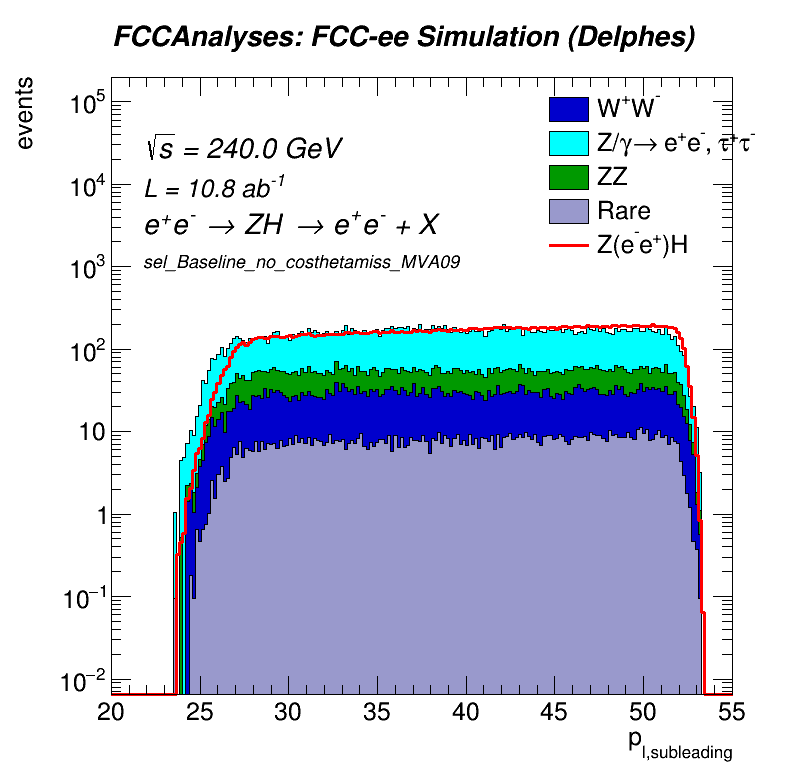 FCCAnalyses: FCC-ee Simulation (Delphes)
events
10⁵
10⁴
10³
10²
10
1
10⁻¹
10⁻²
√s = 240.0 GeV
L = 10.8 ab⁻¹
e⁺e⁻ → ZH → e⁺e⁻ + X
sel_Baseline_no_costhetamiss_MVA09
W⁺W⁻
Z/γ→ e⁺e⁻, τ⁺τ⁻
ZZ
Rare
Z(e⁻e⁺)H
20 25 30 35 40 45 50 55
p_l,subleading